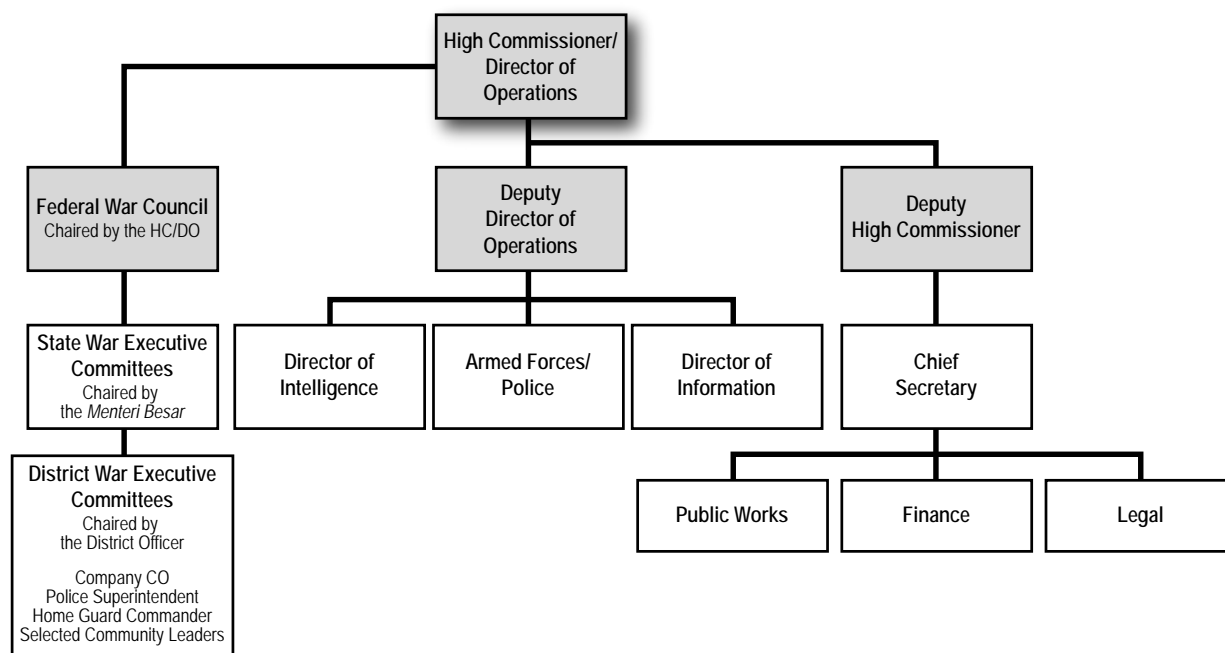 High Commissioner/
Director of
Operations
Federal War Council
Chaired by the HC/DO
Deputy
Director of
Operations
Deputy
High Commissioner
State War Executive
Committees
Chaired by
the Menteri Besar
Director of
Intelligence
Armed Forces/
Police
Director of
Information
Chief
Secretary
District War Executive
Committees
Chaired by
the District Officer
Company CO
Police Superintendent
Home Guard Commander
Selected Community Leaders
Public Works
Finance
Legal